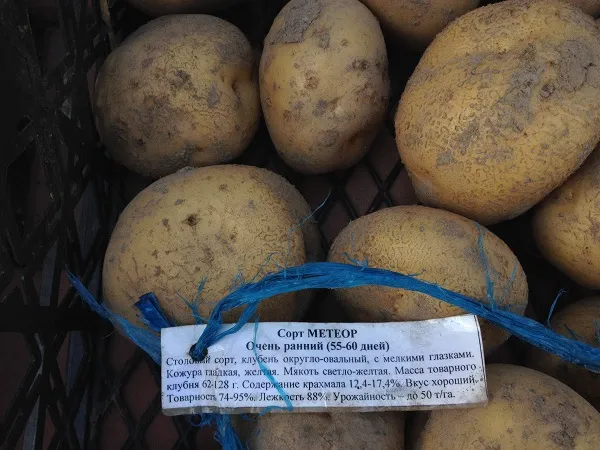 Сорт МЕТЕОР
Очень ранний (55-60 дней)
Столовый сорт, клубень округло-овальный, с мелкими глазками.
Кожура гладкая, желтая. Мякоть светло-желтая. Масса товарного
клубня 62-128 г. Содержание крахмала 12,4-17,4%. Вкус хороший.
Товарность 74-95%. Лежкость 88%. Урожайность – до 50 т/га.